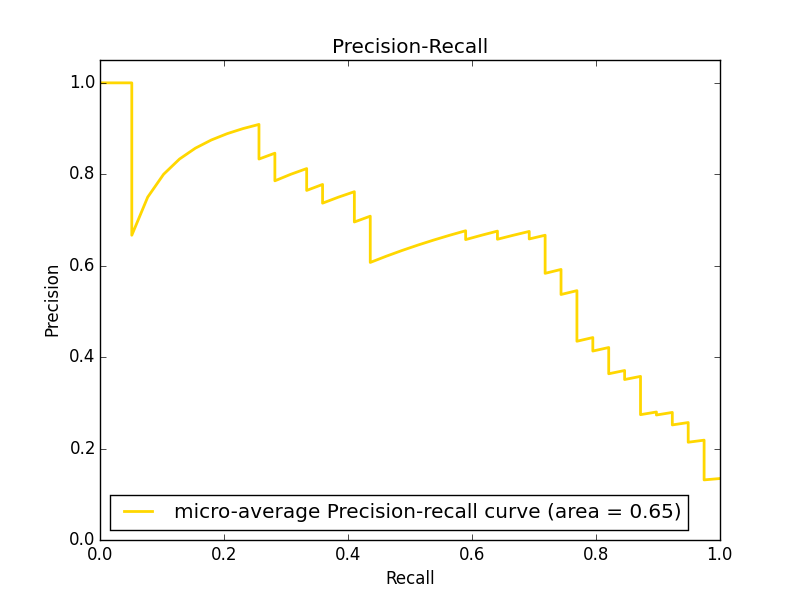 Precision-Recall
1.0
0.8
0.6
0.4
0.2
0.0
Precision
micro-average Precision-recall curve (area = 0.65)
0.0 0.2 0.4 0.6 0.8 1.0
Recall